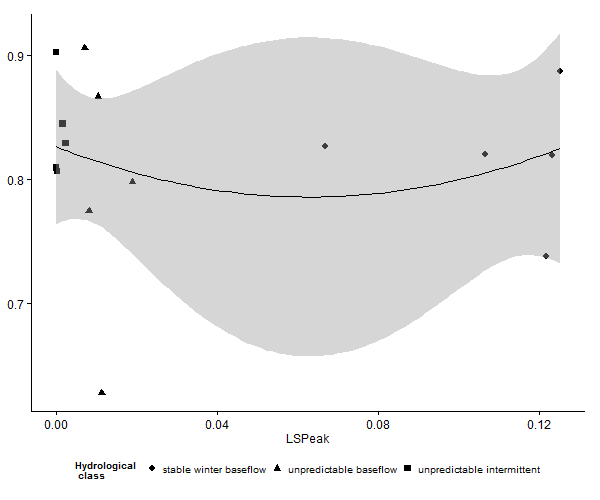 0.9
0.8
0.7
0.00 0.04 0.08 0.12
LSPeak
Hydrological
class
stable winter baseflow unpredictable baseflow unpredictable intermittent